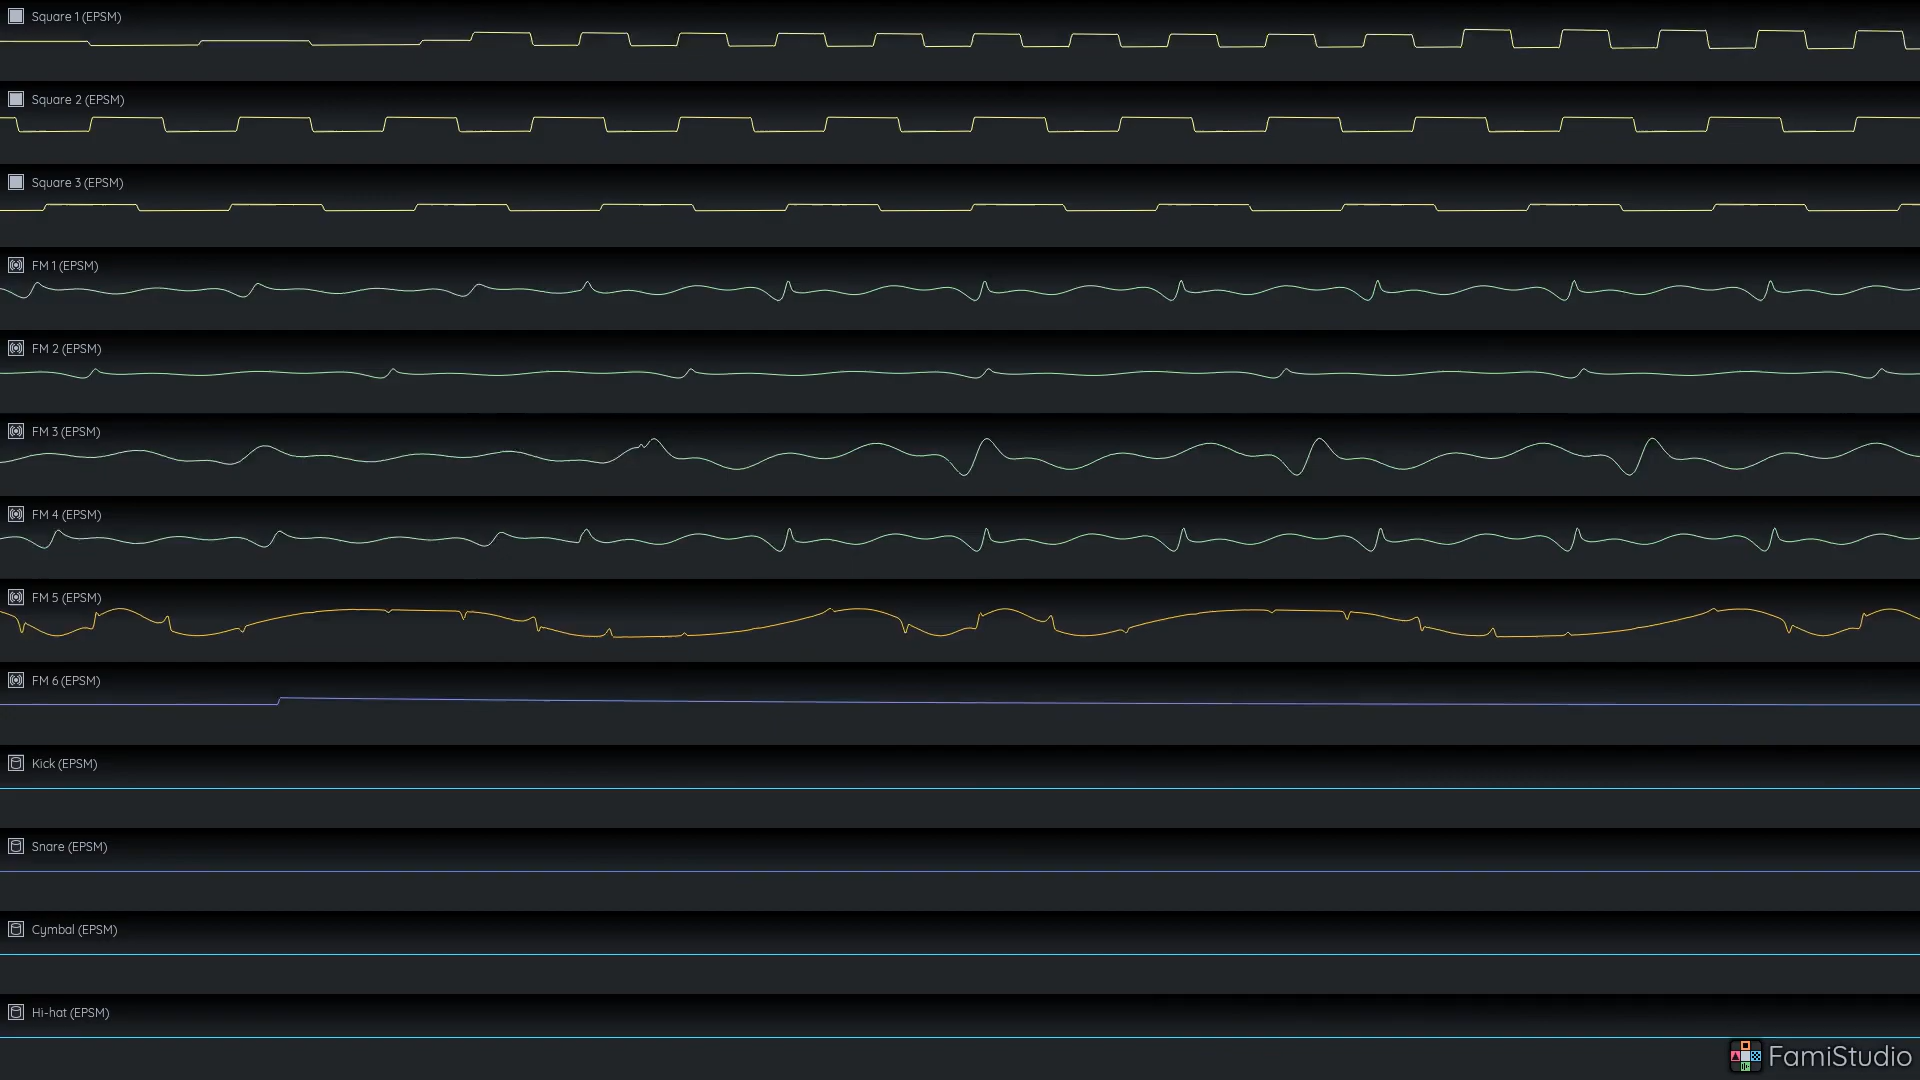 Square 1 (EPSM)
Square 2 (EPSM)
Square 3 (EPSM)
FM 1 (EPSM)
FM 2 (EPSM)
FM 3 (EPSM)
FM 4 (EPSM)
FM 5 (EPSM)
FM 6 (EPSM)
Kick (EPSM)
Snare (EPSM)
Cymbal (EPSM)
Hi-hat (EPSM)
FamiStudio